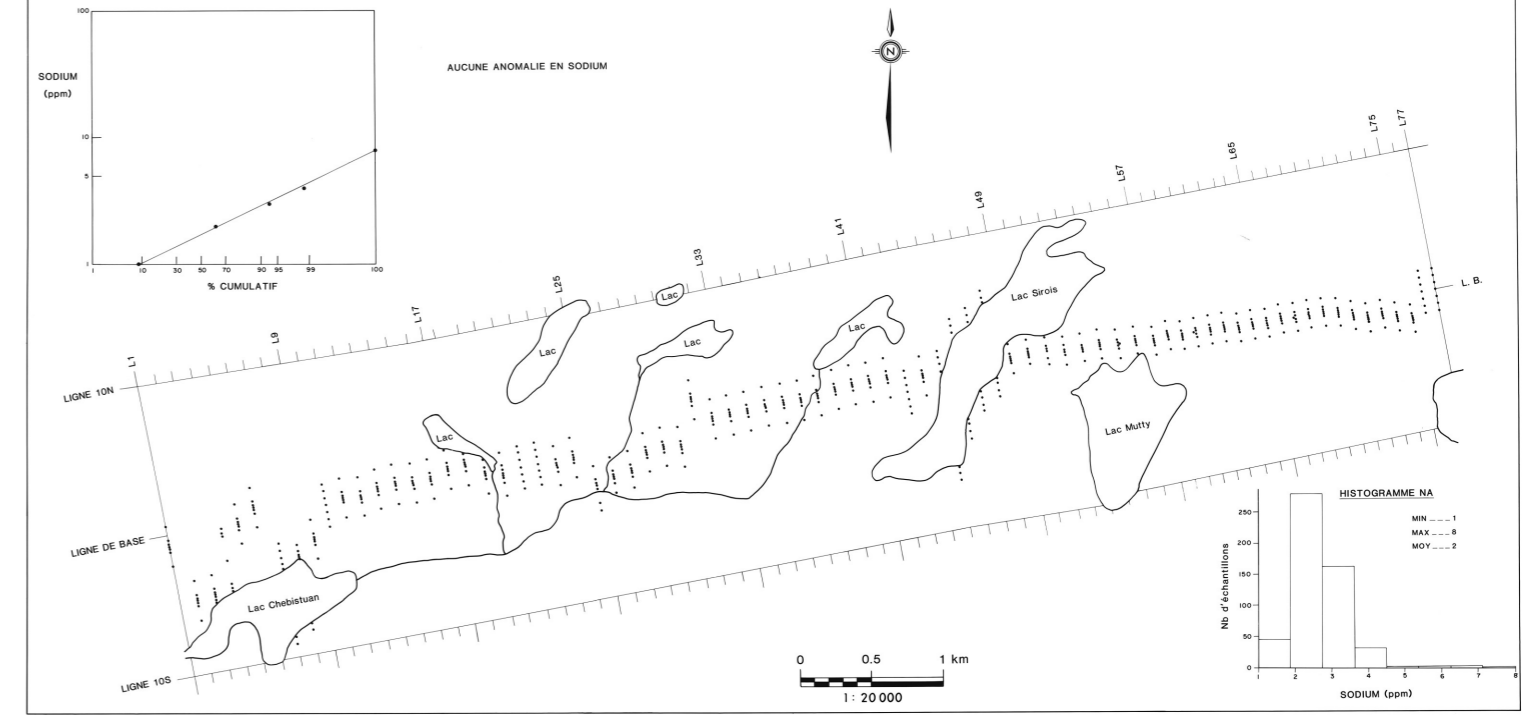 100
SODIUM
(ppm)
10
5
1
1 10 30 50 70 90 95 99 100
% CUMULATIF
AUCUNE ANOMALIE EN SODIUM
N
L1
L9
L17
L25
L33
L41
L49
L57
L65
L75
L77
LIGNE 10N
LIGNE DE BASE
LIGNE 10S
L. B.
Lac
Lac
Lac
Lac
Lac
Lac Sirois
Lac Mutty
Lac Chebistuan
0 0.5 1 km
1: 20 000
HISTOGRAMME NA
MIN ___ 1
MAX ___ 8
MOY ___ 2
Nb d'échantillons
250
200
150
100
50
0
1 2 3 4 5 6 7 8
SODIUM (ppm)